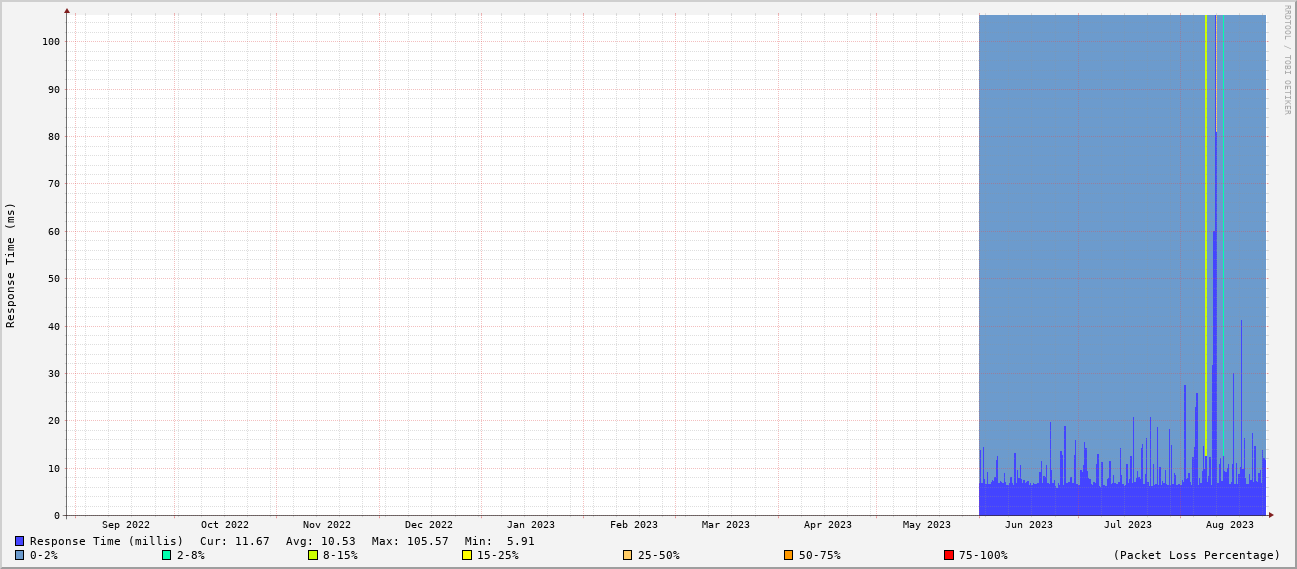 RRDTOOL / TOBI OETIKER
Response Time (ms)
100
90
80
70
60
50
40
30
20
10
0
Sep 2022 Oct 2022 Nov 2022 Dec 2022 Jan 2023 Feb 2023 Mar 2023 Apr 2023 May 2023 Jun 2023 Jul 2023 Aug 2023
Response Time (millis) Cur: 11.67 Avg: 10.53 Max: 105.57 Min: 5.91
0-2% 2-8% 8-15% 15-25% 25-50% 50-75% 75-100% (Packet Loss Percentage)